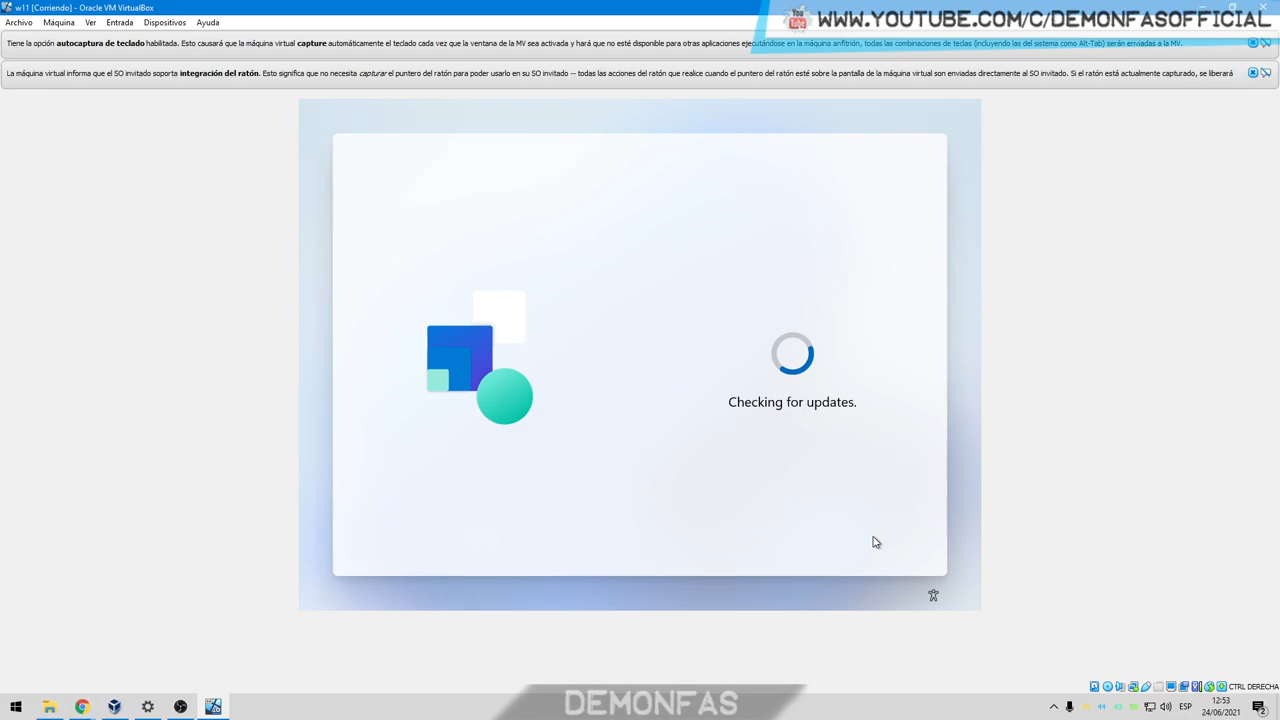 w11 [Corriendo] - Oracle VM VirtualBox
Archivo Máquina Ver Entrada Dispositivos Ayuda
WWW.YOUTUBE.COM/C/DEMONFASOFFICIAL
You
Tiene la opción autocaptura de teclado habilitada. Esto causará que la máquina virtual capture automáticamente el teclado cada vez que la ventana de la MV sea activada y hará que no esté disponible para otras aplicaciones ejecutándose en la máquina anfitrión, todas las combinaciones de teclas (incluyendo las del sistema como Alt-Tab) serán enviadas a la MV.
La máquina virtual informa que el SO invitado soporta integración del ratón. Esto significa que no necesita capturar el puntero del ratón para poder usarlo en su SO invitado -- todas las acciones del ratón que realice cuando el puntero del ratón esté sobre la pantalla de la máquina virtual son enviadas directamente al SO invitado. Si el ratón está actualmente capturado, se liberará
Checking for updates.
CTRL DERECHA
DEMONFAS
44
ESP
12:53
24/06/2021
2